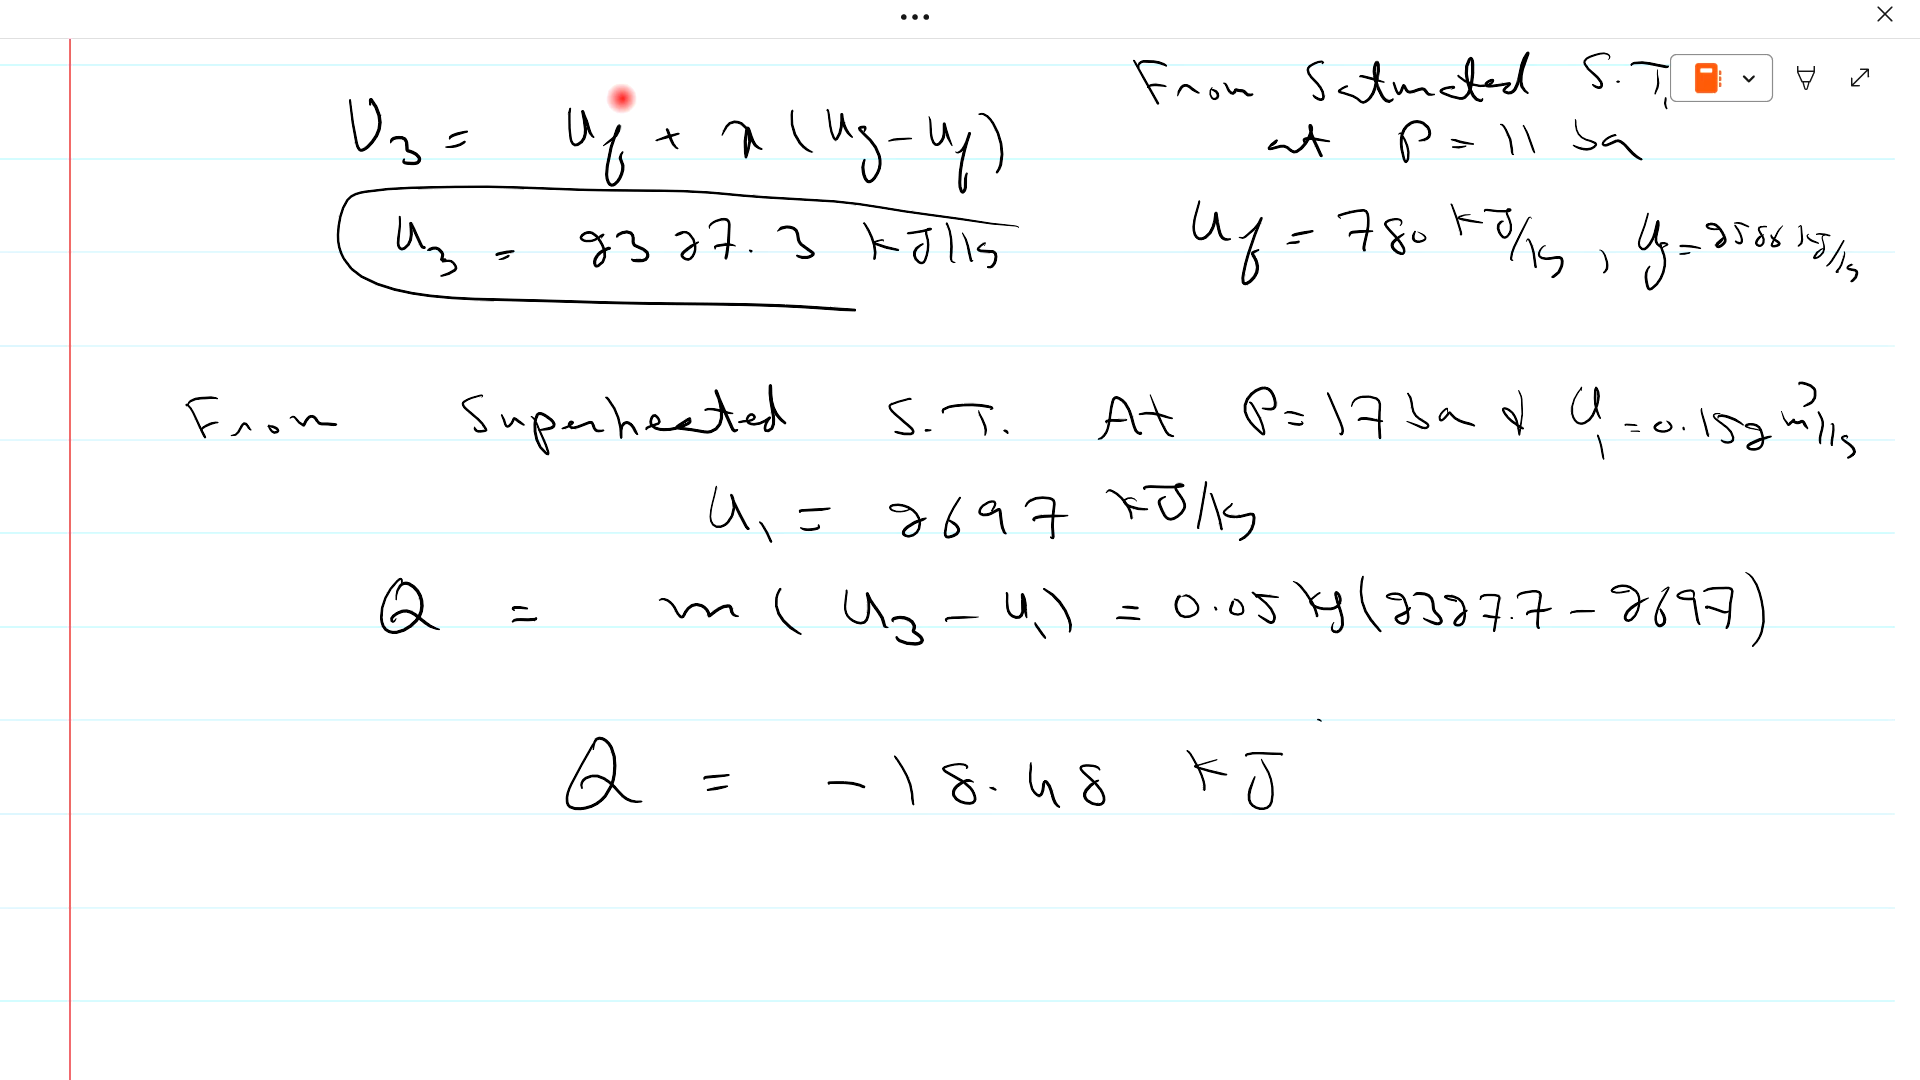 From Saturated S.T.
at P = 11 ba
U3 = uf + x (ug - uf)
u3 = 2327.3 kJ/kg
uf = 780 kJ/kg, ug = 2586 kJ/kg
From Superheated S.T. At P = 17 ba & v1 = 0.152 m³/kg
u1 = 2697 kJ/kg
Q = m ( u3 - u1 ) = 0.05 kg (2327.7 - 2697)
Q = -18.48 kJ